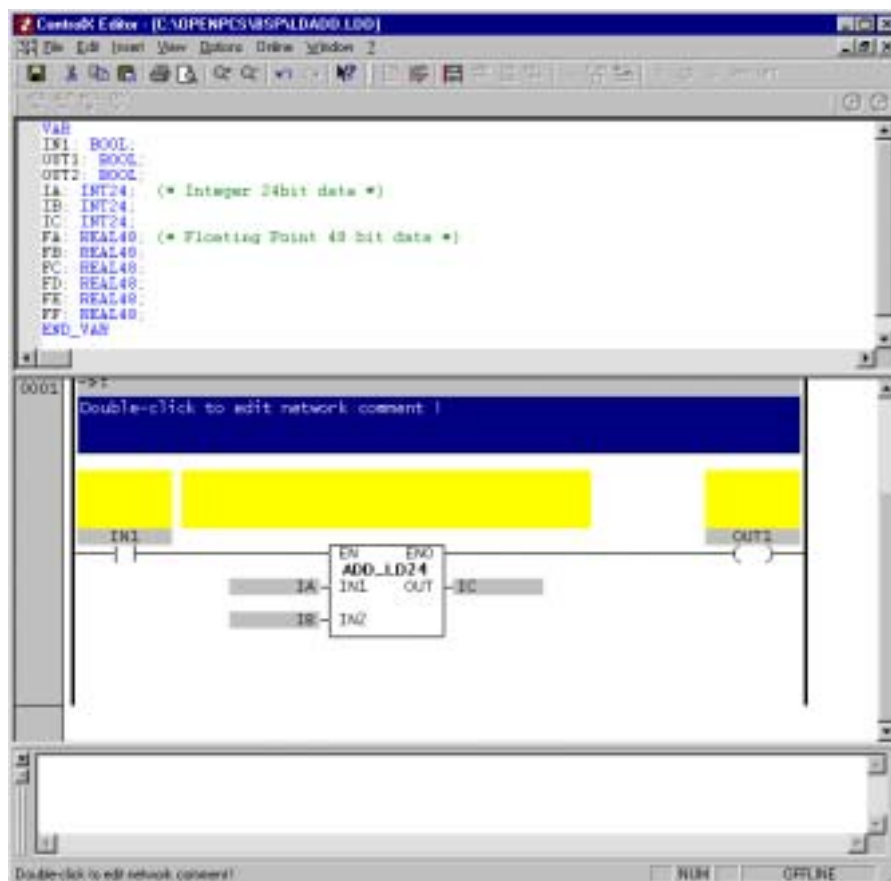 ControlX Editor - [C:\OPENPCS\BSP\LDADD.LDD]
File Edit Insert View Options Online Window ?
VAR
IN1: BOOL;
OUT1: BOOL;
OUT2: BOOL;
IA: INT24; (* Integer 24bit data *)
IB: INT24;
IC: INT24;
FA: REAL48; (* Floating Point 48 bit data *)
FB: REAL48;
FC: REAL48;
FD: REAL48;
FE: REAL48;
FF: REAL48;
END_VAR
0001
Double-click to edit network comment !
IN1 OUT1
EN ENO
ADD_LD24
IA IN1 OUT IC
IB IN2
Double-click to edit network comment!
NUM OFFLINE